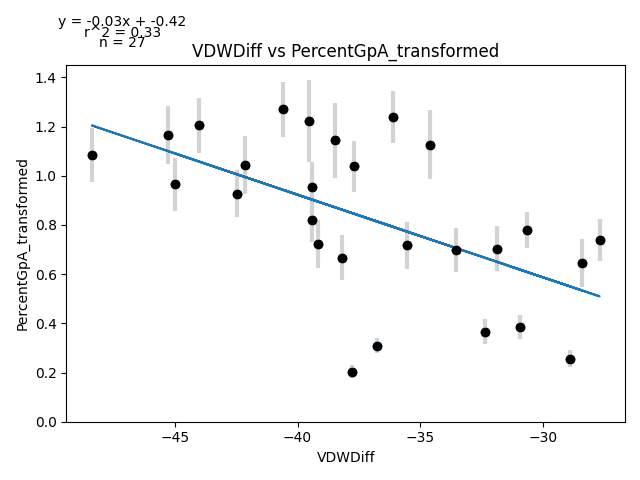 y = -0.03x + -0.42
r^2 = 0.33
n = 27
VDWDiff vs PercentGpA_transformed
1.4
1.2
1.0
0.8
0.6
0.4
0.2
0.0
PercentGpA_transformed
−45 −40 −35 −30
VDWDiff